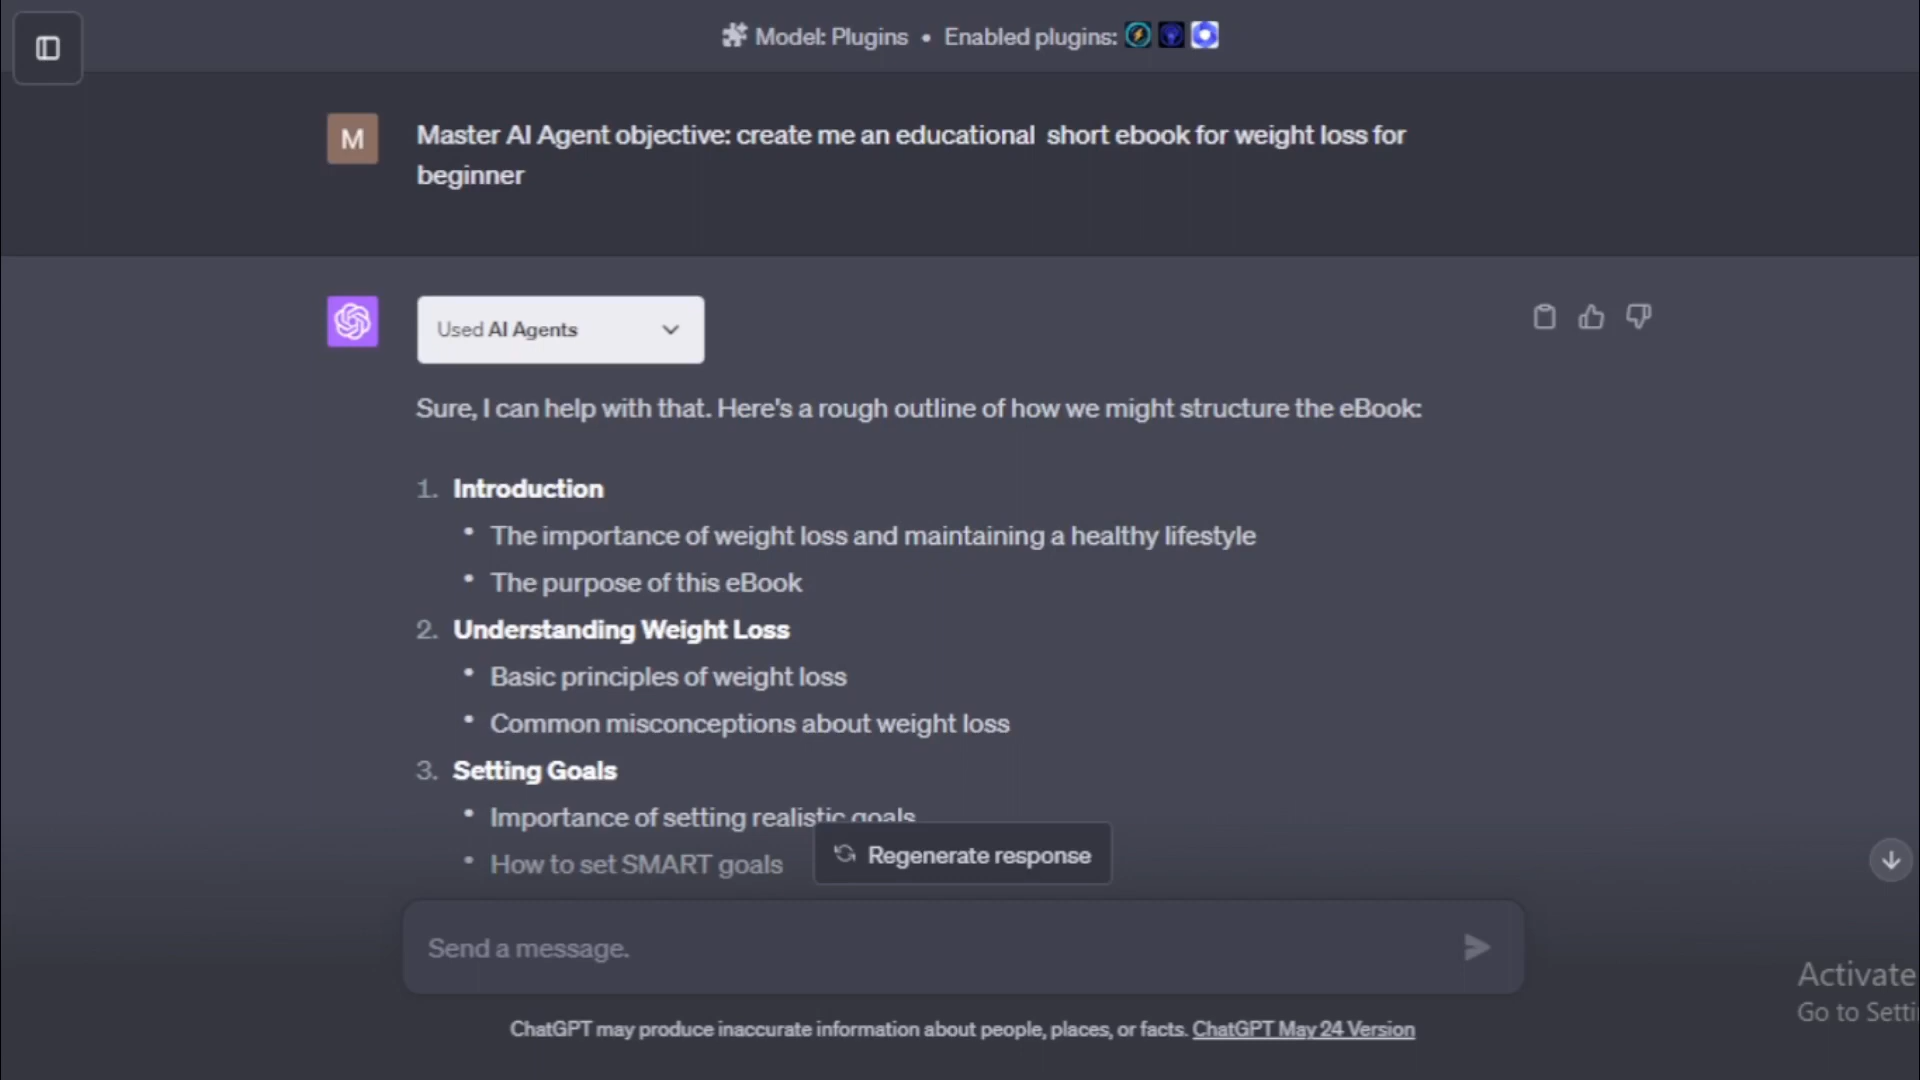 Model: Plugins • Enabled plugins:
M
Master AI Agent objective: create me an educational  short ebook for weight loss for
beginner
Used AI Agents
Sure, I can help with that. Here's a rough outline of how we might structure the eBook:
1. Introduction
• The importance of weight loss and maintaining a healthy lifestyle
• The purpose of this eBook
2. Understanding Weight Loss
• Basic principles of weight loss
• Common misconceptions about weight loss
3. Setting Goals
• Importance of setting realistic goals
• How to set SMART goals
Regenerate response
Send a message.
Activate
Go to Setti
ChatGPT may produce inaccurate information about people, places, or facts. ChatGPT May 24 Version